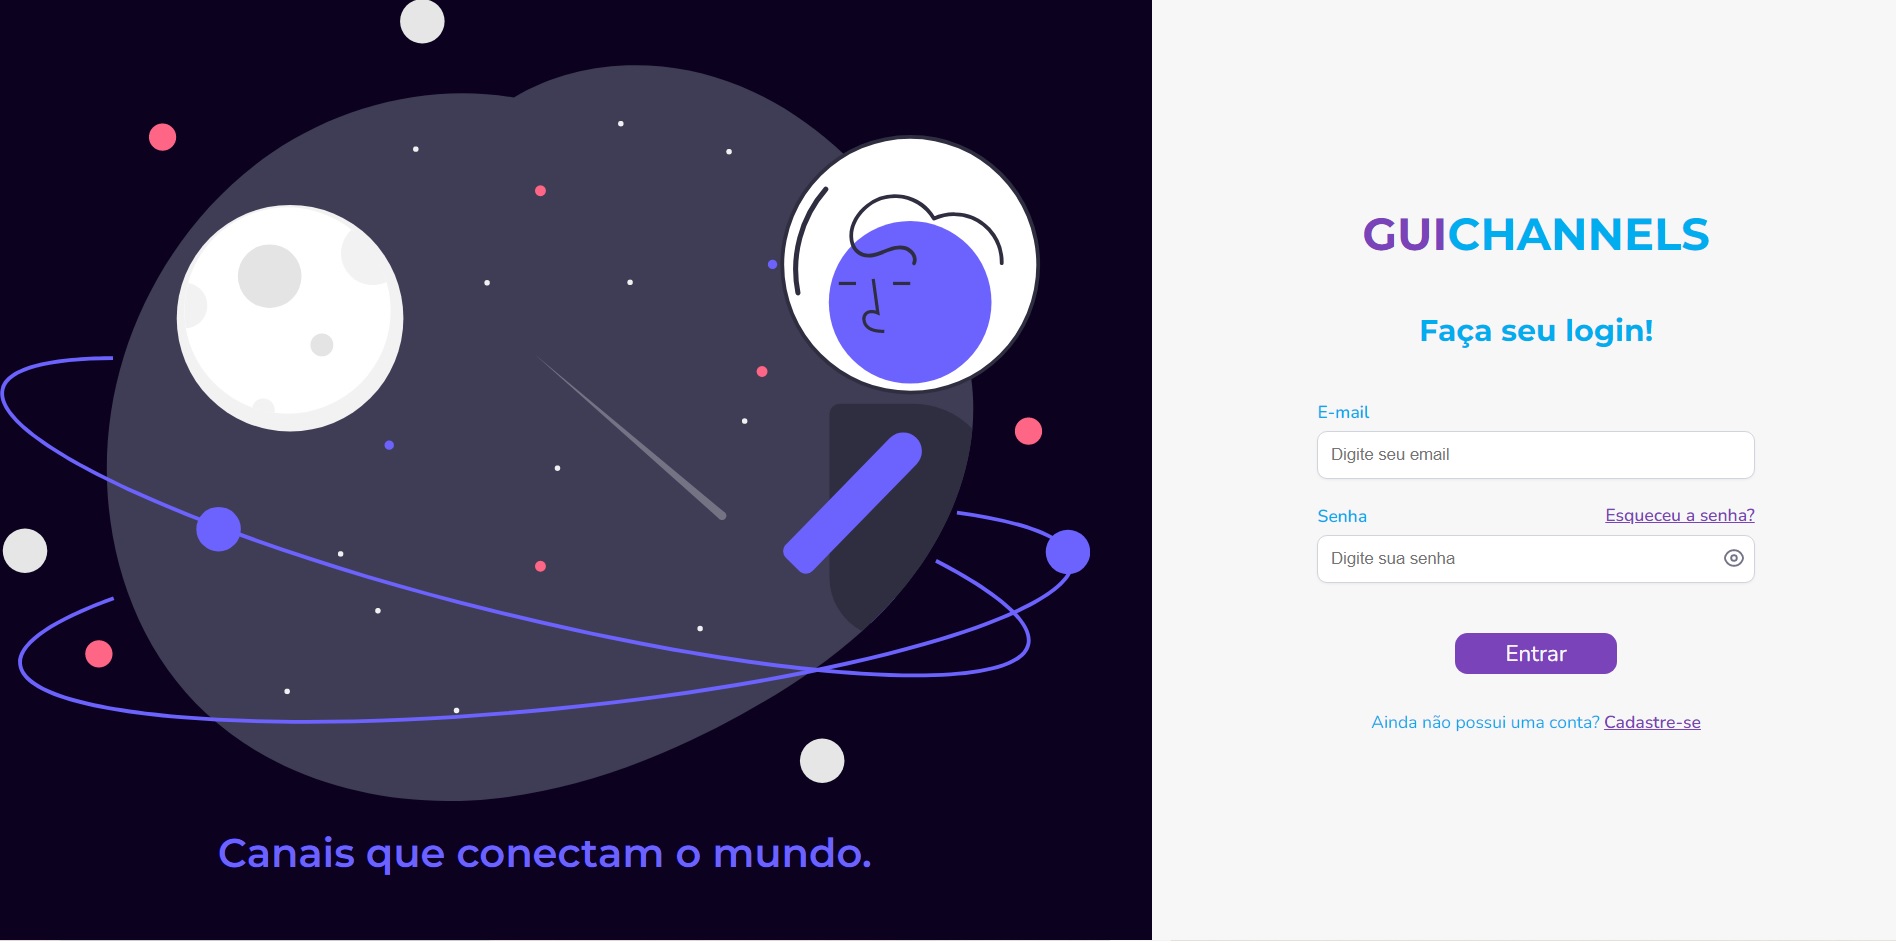 Canais que conectam o mundo.
GUICHANNELS
Faça seu login!
E-mail
Digite seu email
Senha Esqueceu a senha?
Digite sua senha
Entrar
Ainda não possui uma conta? Cadastre-se